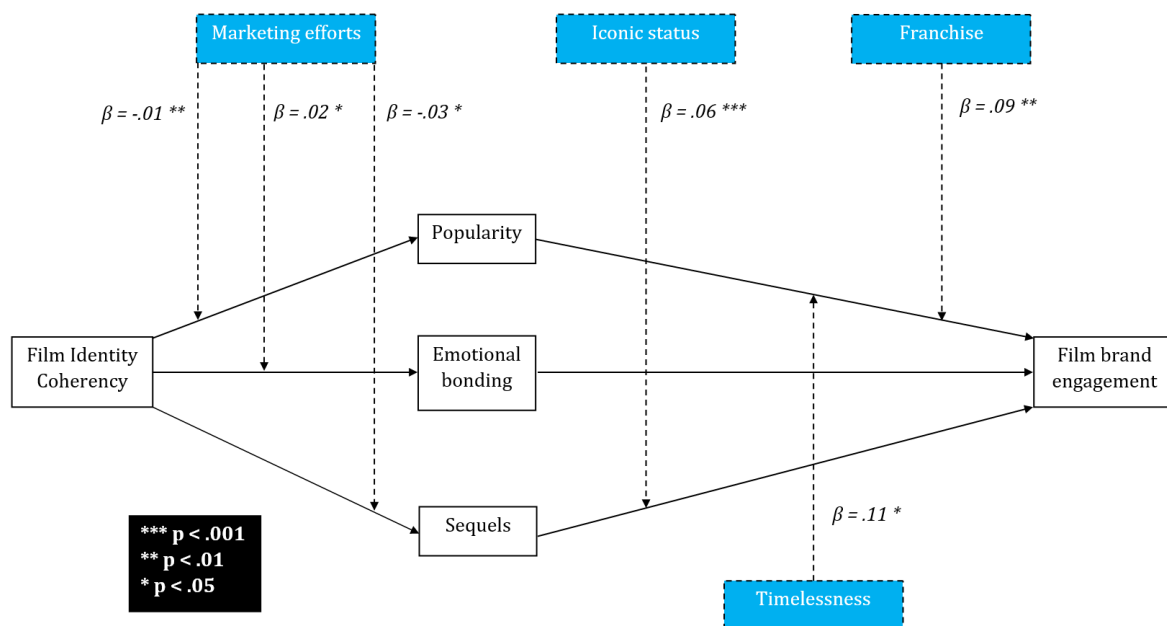 Marketing efforts
Iconic status
Franchise
β = -.01 **
β = .02 *
β = -.03 *
β = .06 ***
β = .09 **
Popularity
Film Identity
Coherency
Emotional
bonding
Film brand
engagement
Sequels
β = .11 *
*** p < .001
** p < .01
* p < .05
Timelessness